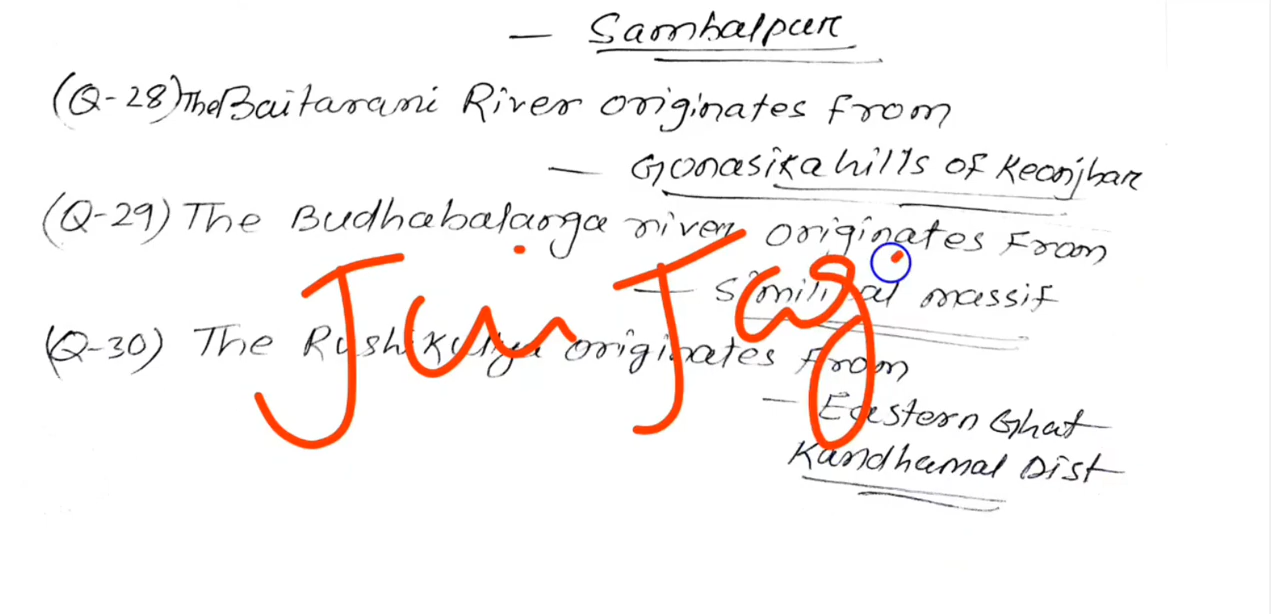 — Sambalpur
(Q-28) The Baitarani River originates from
— Gonasika hills of Keonjhar
(Q-29) The Budhabalanga river originates From
— Similipal massif
(Q-30) The Rushikulya originates from
— Eastern Ghat
Kandhamal Dist
Jai Jag